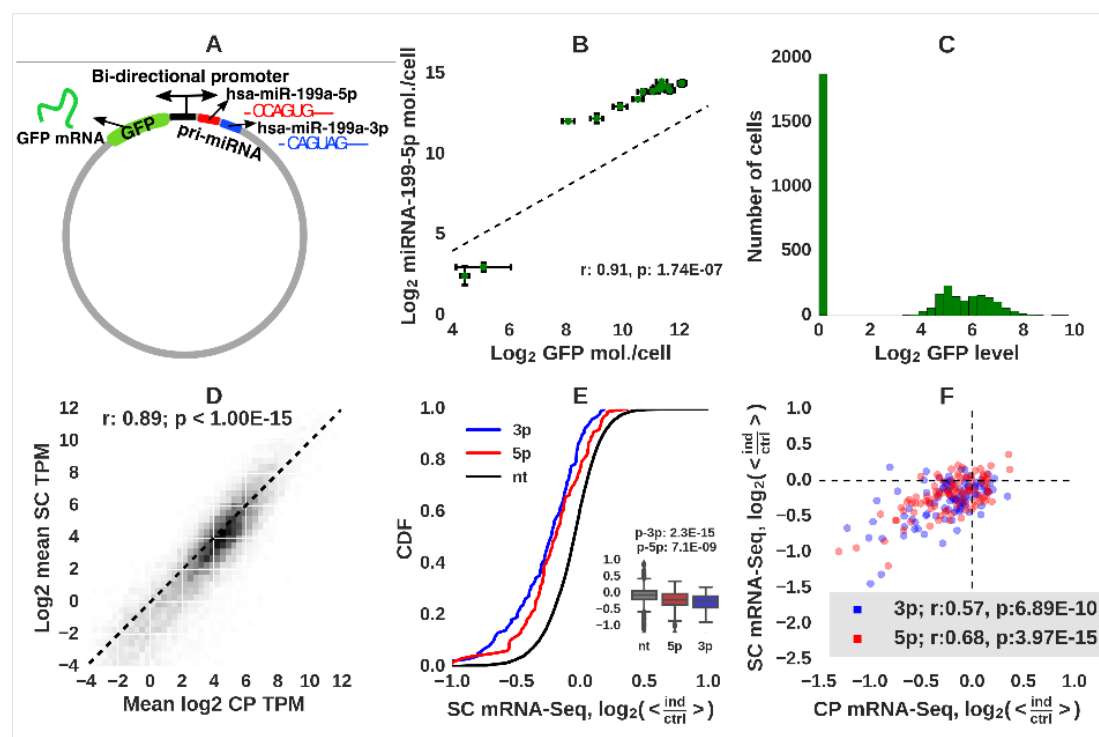 A
Bi-directional promoter
hsa-miR-199a-5p
-CCAGUG
GFP mRNA
GFP
pri-miRNA
hsa-miR-199a-3p
-CAGUAG
B
Log₂ miRNA-199-5p mol./cell
15
10
5
0
r: 0.91, p: 1.74E-07
4 6 8 10 12
Log₂ GFP mol./cell
C
Number of cells
2000
1500
1000
500
0
0 2 4 6 8 10
Log₂ GFP level
D
r: 0.89; p < 1.00E-15
Log2 mean SC TPM
12
10
8
6
4
2
0
−2
−4
−4 −2 0 2 4 6 8 10 12
Mean log2 CP TPM
E
CDF
1.0
0.8
0.6
0.4
0.2
0.0
3p
5p
nt
p-3p: 2.3E-15
p-5p: 7.1E-09
1.0
0.5
0.0
−0.5
−1.0
nt 5p 3p
−1.0 −0.5 0.0 0.5 1.0
SC mRNA-Seq, log₂(< ind/ctrl >)
F
SC mRNA-Seq, log₂(< ind/ctrl >)
1.0
0.5
0.0
−0.5
−1.0
−1.5
−2.0
−2.5
3p; r:0.57, p:6.89E-10
5p; r:0.68, p:3.97E-15
−1.5 −1.0 −0.5 0.0 0.5 1.0
CP mRNA-Seq, log₂(< ind/ctrl >)